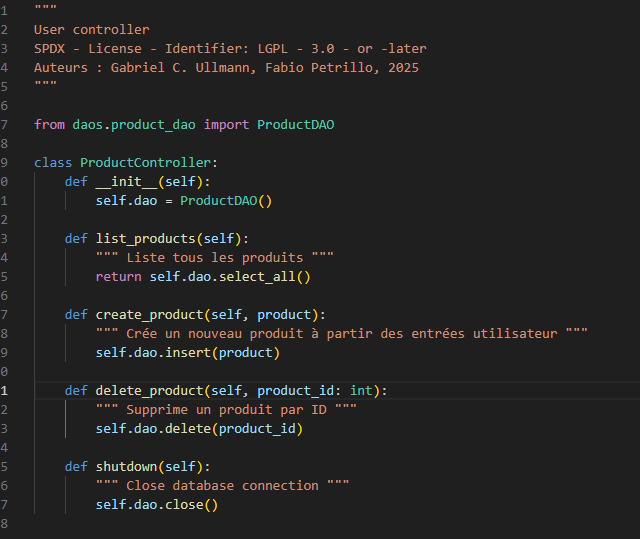 1 """
2 User controller
3 SPDX - License - Identifier: LGPL - 3.0 - or -later
4 Auteurs : Gabriel C. Ullmann, Fabio Petrillo, 2025
5 """
6
7 from daos.product_dao import ProductDAO
8
9 class ProductController:
0     def __init__(self):
1         self.dao = ProductDAO()
2
3     def list_products(self):
4         """ Liste tous les produits """
5         return self.dao.select_all()
6
7     def create_product(self, product):
8         """ Crée un nouveau produit à partir des entrées utilisateur """
9         self.dao.insert(product)
0
1     def delete_product(self, product_id: int):
2         """ Supprime un produit par ID """
3         self.dao.delete(product_id)
4
5     def shutdown(self):
6         """ Close database connection """
7         self.dao.close()
8